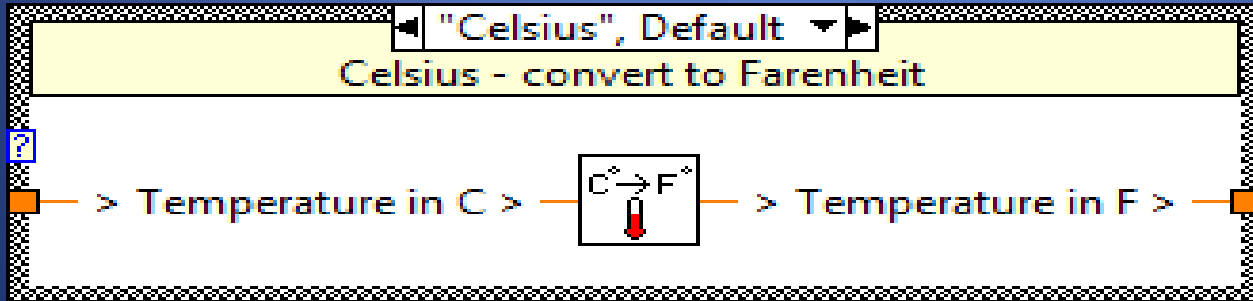 "Celsius", Default
Celsius - convert to Farenheit
?
> Temperature in C >
C°→F°
> Temperature in F >